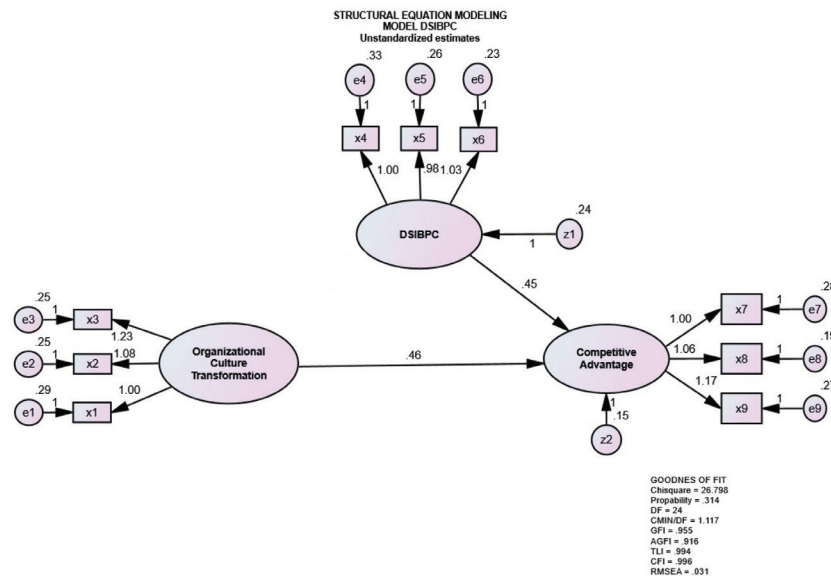 STRUCTURAL EQUATION MODELING
MODEL DSIBPC
Unstandardized estimates
.33 .26 .23
e4 e5 e6
1 1 1
x4 x5 x6
1.00 .98 1.03
DSIBPC
.24
z1
1
.45
.25
e3 1 x3
1.23
.25
e2 1 x2
1.08
.29
e1 1 x1
1.00
Organizational
Culture
Transformation
.46
Competitive
Advantage
1.00
x7 1 e7
.28
1.06
x8 1 e8
1.17
x9 1 e9
1
.15
z2
GOODNES OF FIT
Chisquare = 26.798
Propability = .314
DF = 24
CMIN/DF = 1.117
GFI = .955
AGFI = .916
TLI = .994
CFI = .996
RMSEA = .031